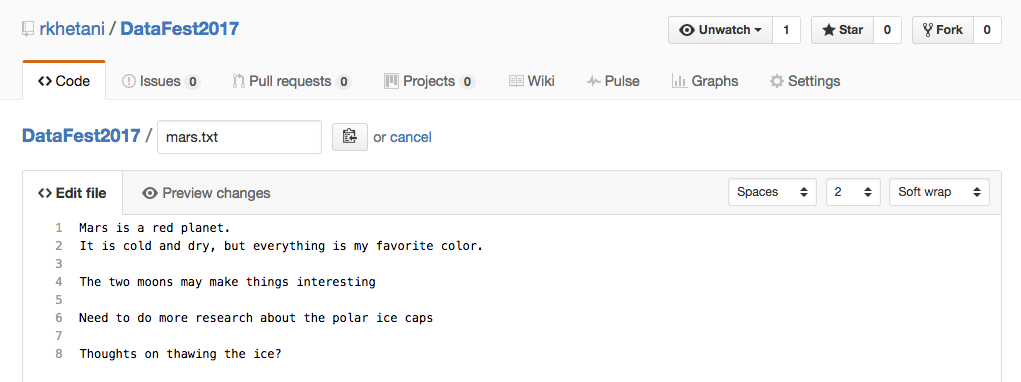 rkhetani / DataFest2017
Unwatch 1 Star 0 Fork 0
Code Issues 0 Pull requests 0 Projects 0 Wiki Pulse Graphs Settings
DataFest2017 / mars.txt or cancel
Edit file Preview changes Spaces 2 Soft wrap
1 Mars is a red planet.
2 It is cold and dry, but everything is my favorite color.
3
4 The two moons may make things interesting
5
6 Need to do more research about the polar ice caps
7
8 Thoughts on thawing the ice?